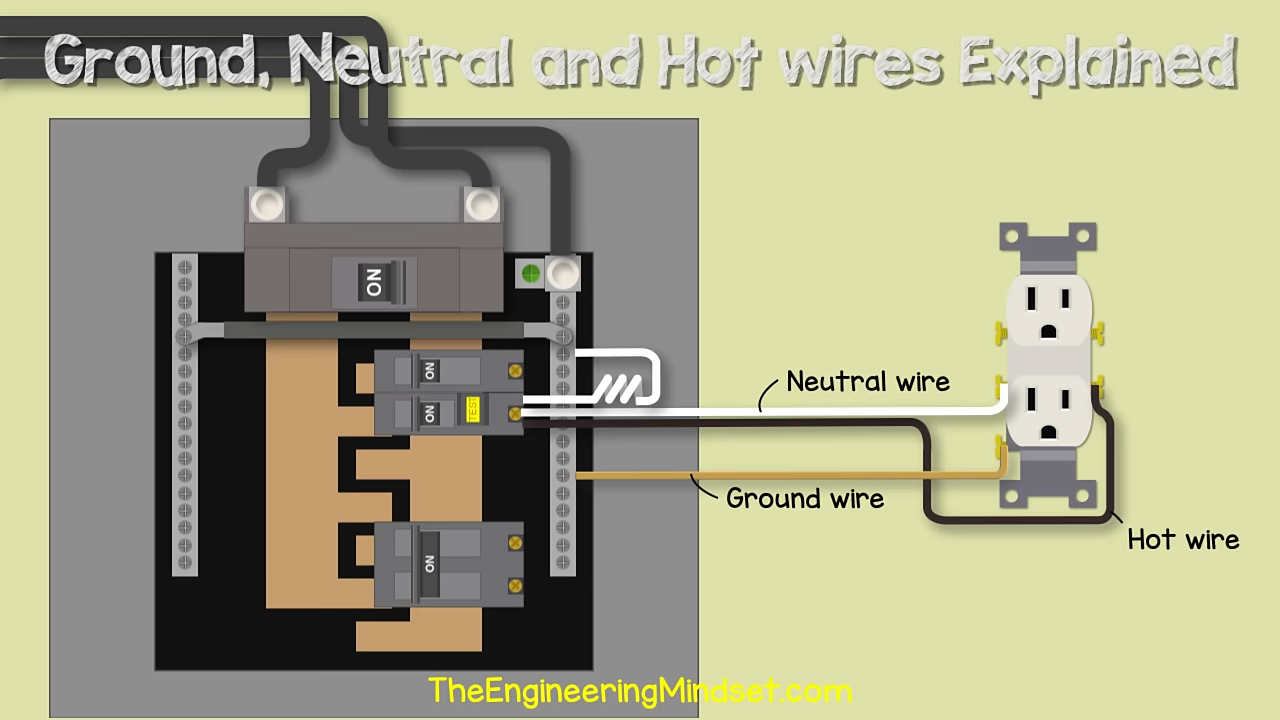 Ground, Neutral and Hot wires Explained
ON
ON
ON
TEST
Neutral wire
Ground wire
Hot wire
ON
TheEngineeringMindset.com